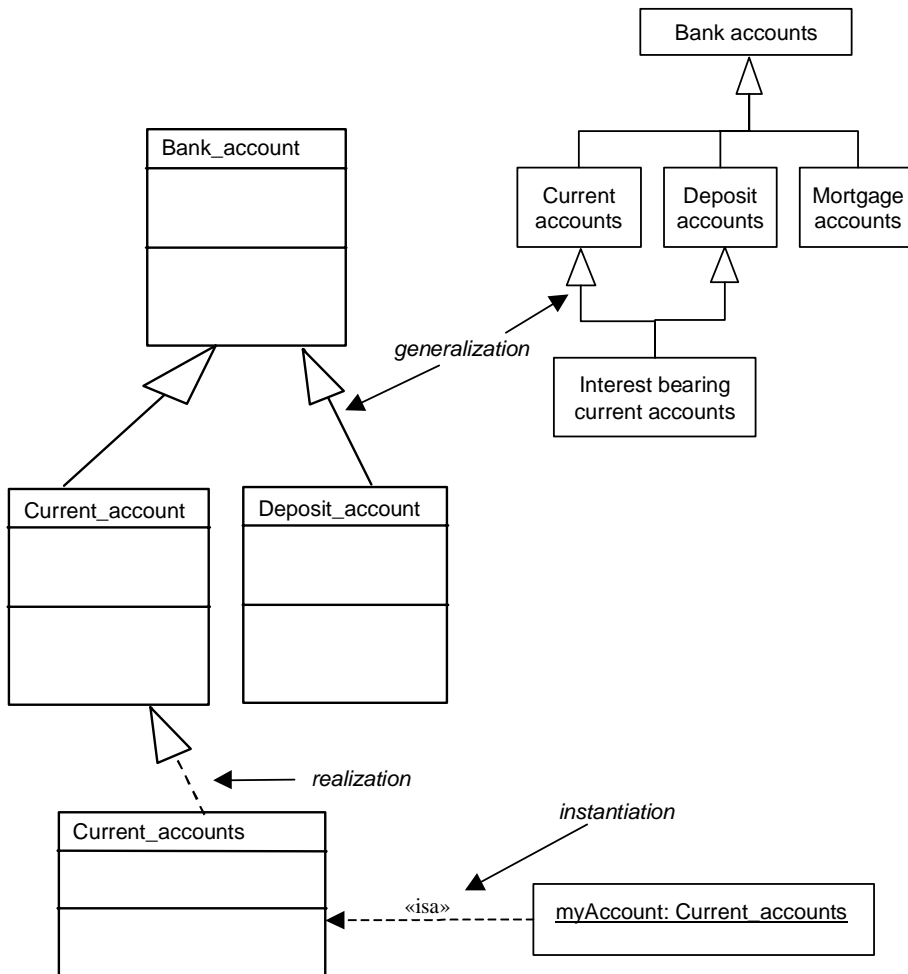 Bank accounts
Bank_account
Current
accounts
Deposit
accounts
Mortgage
accounts
generalization
Interest bearing
current accounts
Current_account
Deposit_account
realization
instantiation
Current_accounts
«isa»
myAccount: Current_accounts